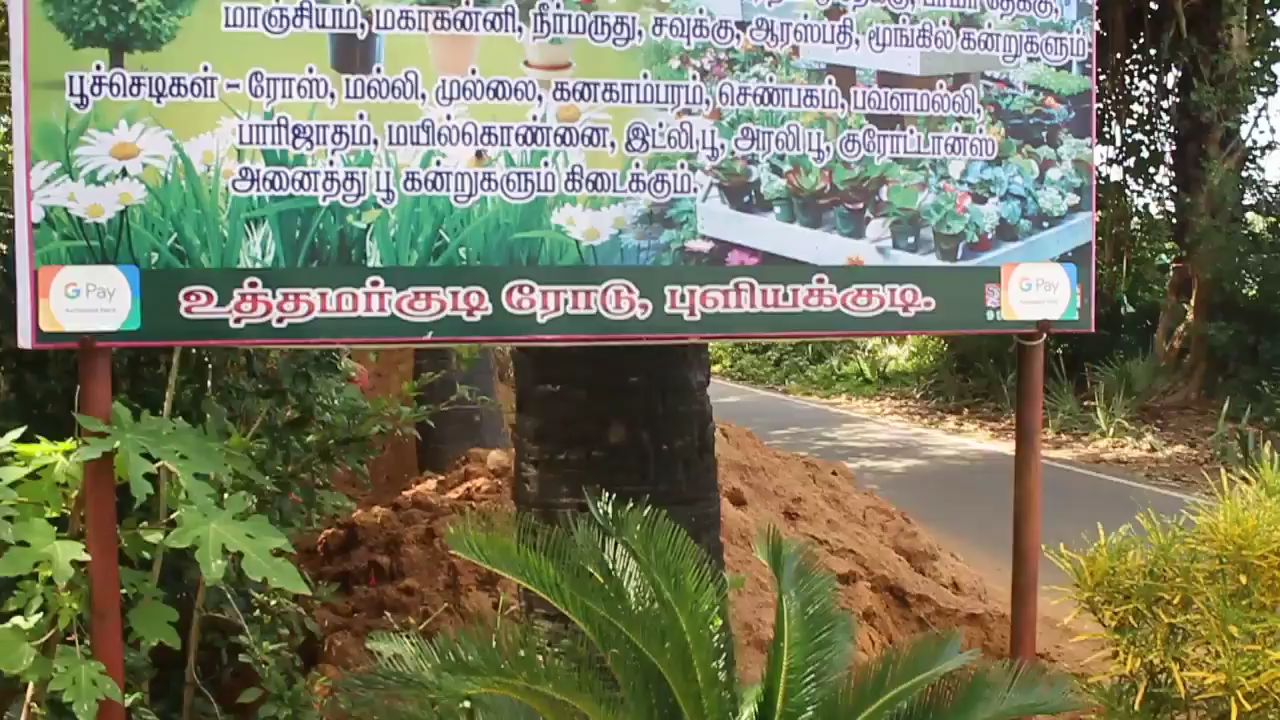 மாஞ்சியம், மகாகன்னி, நீர்மருது, சவுக்கு, ஆரஸ்பதி, மூங்கில் கன்றுகளும்
பூச்செடிகள் - ரோஸ், மல்லி, முல்லை, கனகாம்பரம், செண்பகம், பவளமல்லி,
பாரிஜாதம், மயில்கொண்னை, இட்லி பூ, அரலி பூ, குரோட்டான்ஸ்
அனைத்து பூ கன்றுகளும் கிடைக்கும்.
G Pay
உத்தமர்குடி ரோடு, புளியக்குடி.
G Pay